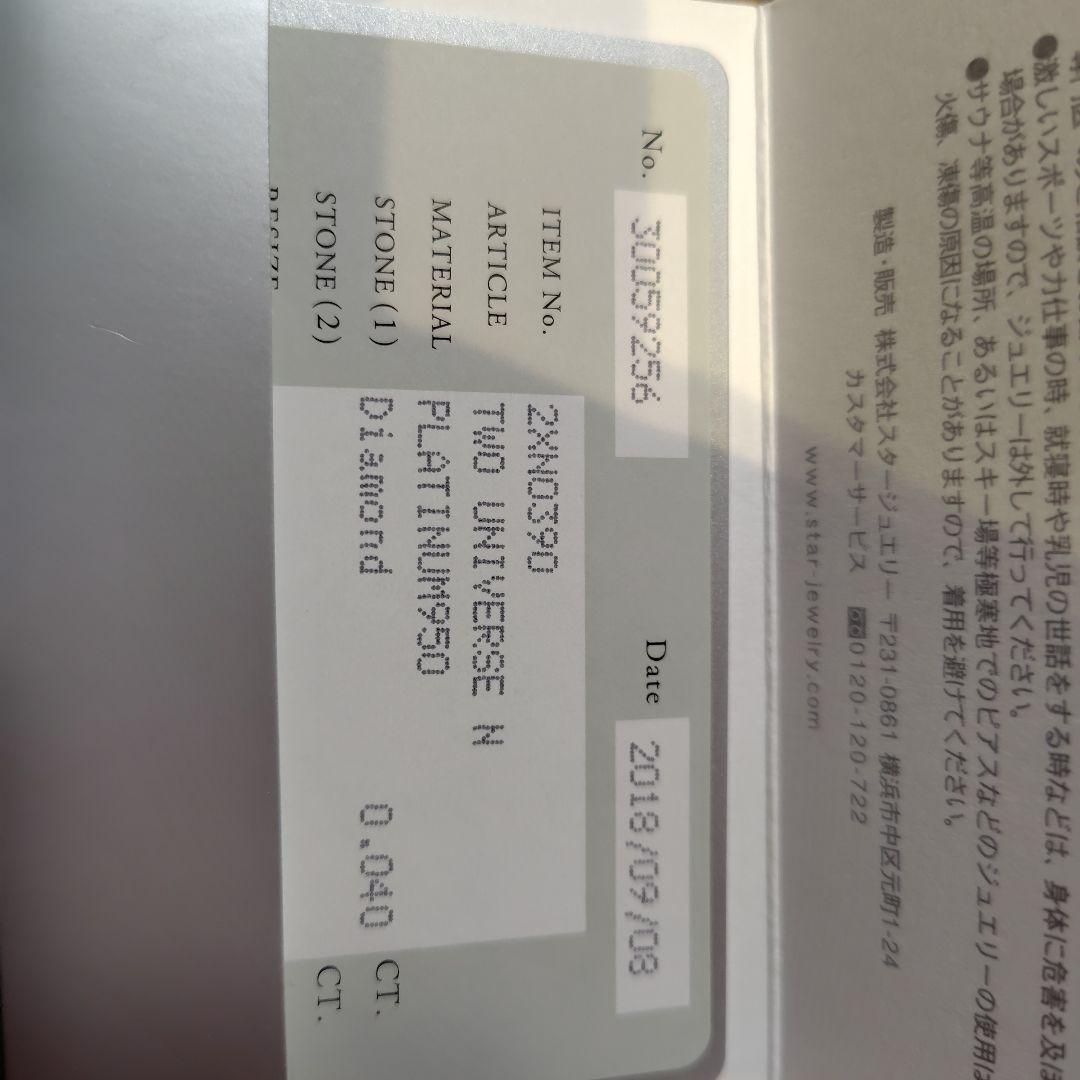 ●激しいスポーツや力仕事の時、就寝時や乳児の世話をする時などは、身体に危害を及ぼ
場合がありますので、ジュエリーは外して行ってください。
●サウナ等高温の場所、あるいはスキー場等極寒地でのピアスなどのジュエリーの使用は
火傷、凍傷の原因になることがありますので、着用を避けてください。
製造・販売 株式会社スタージュエリー 〒231-0861 横浜市中区元町1-24
カスタマーサービス 0120-120-722
www.star-jewelry.com
No. 30059256 Date 2018/09/08
ITEM No. 2XN0390
ARTICLE TWO UNIVERSE N
MATERIAL PLATINUM950
STONE (1) Diamond 0.040 CT.
STONE (2) CT.
RESIZE